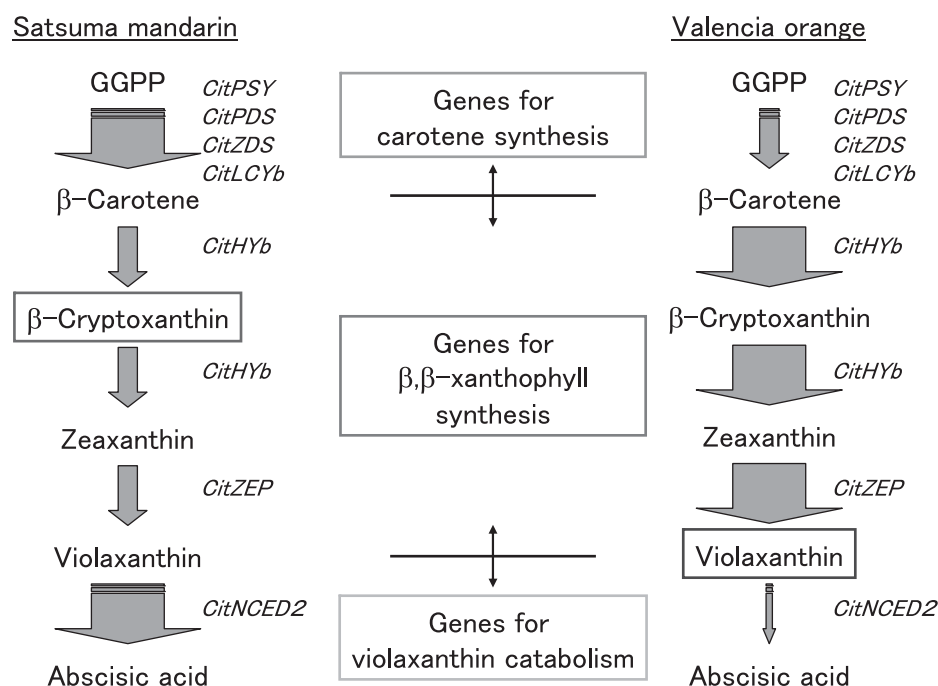 Satsuma mandarin
GGPP
CitPSY
CitPDS
CitZDS
CitLCYb
β-Carotene
CitHYb
β-Cryptoxanthin
CitHYb
Zeaxanthin
CitZEP
Violaxanthin
CitNCED2
Abscisic acid
Genes for
carotene synthesis
Genes for
β,β-xanthophyll
synthesis
Genes for
violaxanthin catabolism
Valencia orange
GGPP
CitPSY
CitPDS
CitZDS
CitLCYb
β-Carotene
CitHYb
β-Cryptoxanthin
CitHYb
Zeaxanthin
CitZEP
Violaxanthin
CitNCED2
Abscisic acid